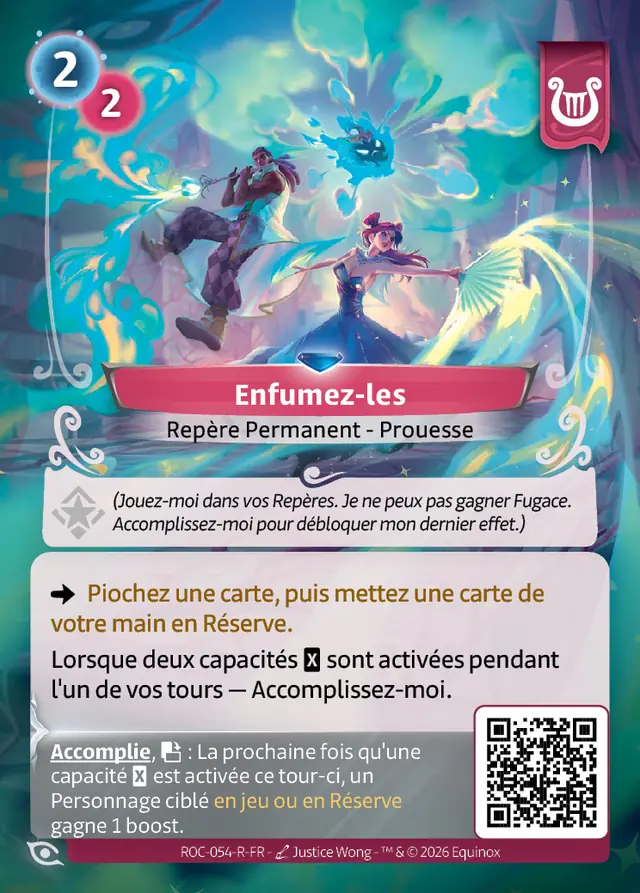 2
2
Enfumez-les
Repère Permanent - Prouesse
(Jouez-moi dans vos Repères. Je ne peux pas gagner Fugace.
Accomplissez-moi pour débloquer mon dernier effet.)
Piochez une carte, puis mettez une carte de
votre main en Réserve.
Lorsque deux capacités X sont activées pendant
l'un de vos tours — Accomplissez-moi.
Accomplie, : La prochaine fois qu'une
capacité X est activée ce tour-ci, un
Personnage ciblé en jeu ou en Réserve
gagne 1 boost.
ROC-054-R-FR - Justice Wong - ™ & © 2026 Equinox